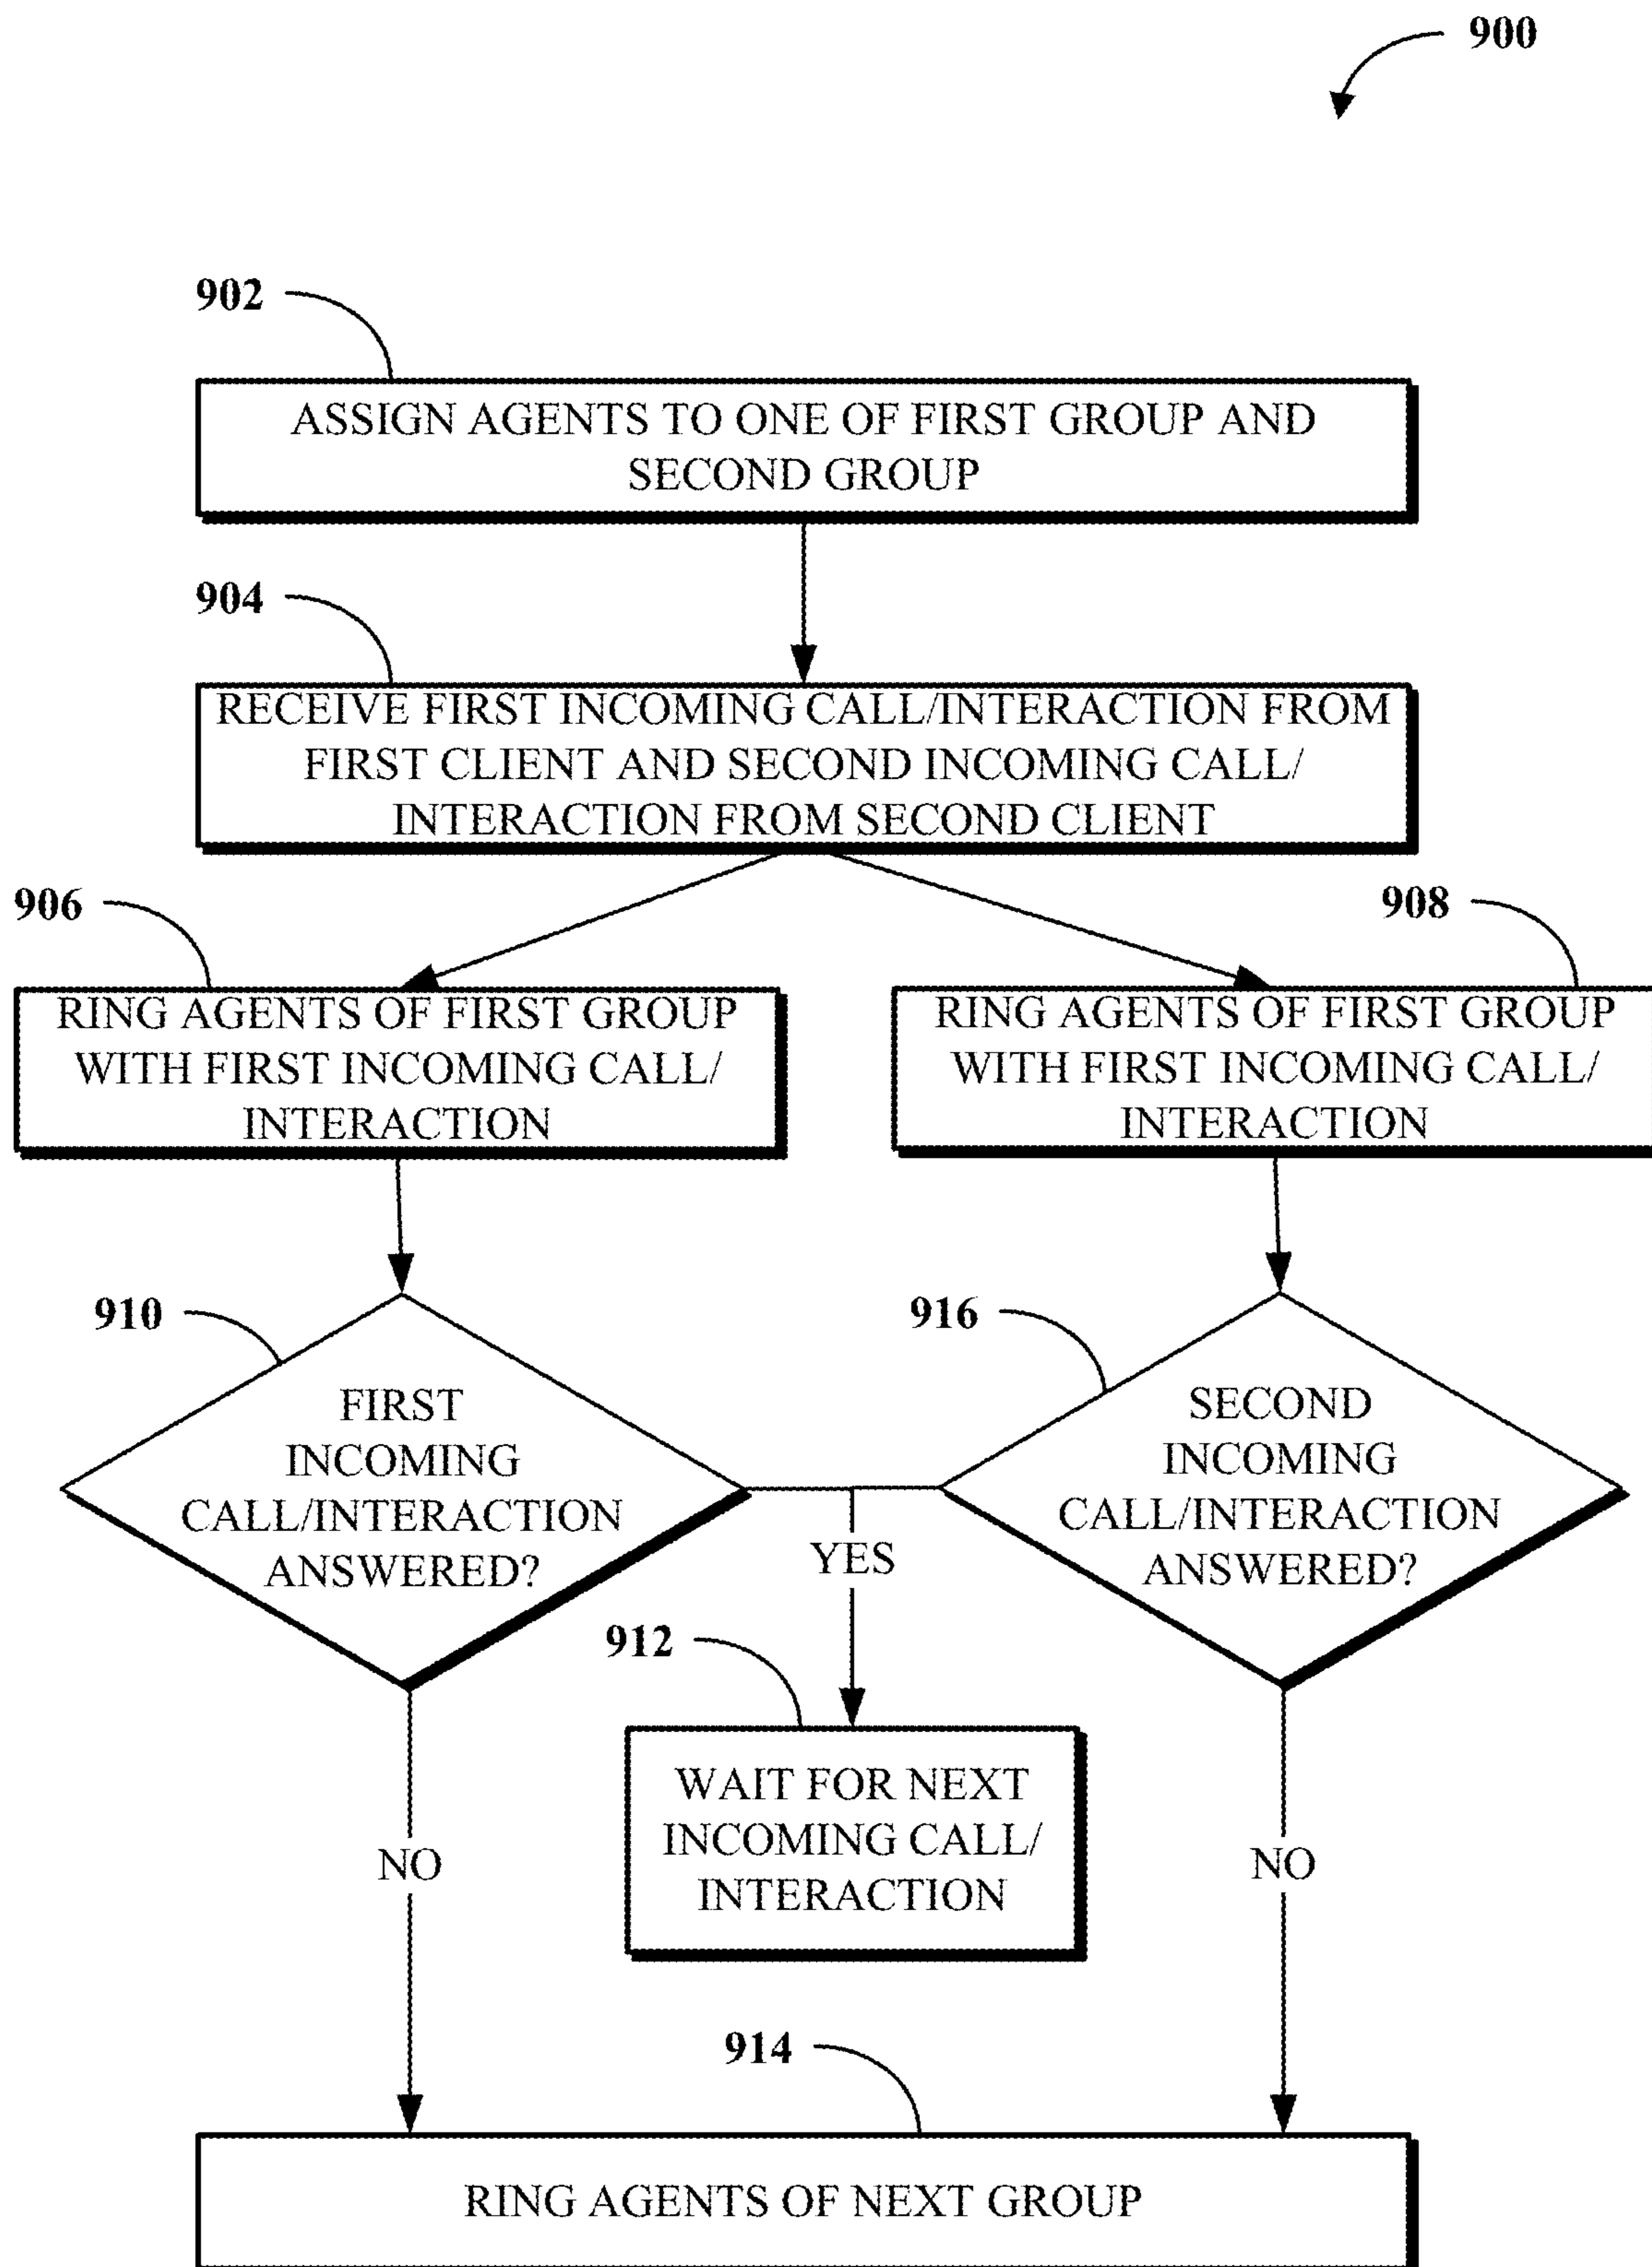 900
902
ASSIGN AGENTS TO ONE OF FIRST GROUP AND
SECOND GROUP
904
RECEIVE FIRST INCOMING CALL/INTERACTION FROM
FIRST CLIENT AND SECOND INCOMING CALL/
INTERACTION FROM SECOND CLIENT
906
RING AGENTS OF FIRST GROUP
WITH FIRST INCOMING CALL/
INTERACTION
908
RING AGENTS OF FIRST GROUP
WITH FIRST INCOMING CALL/
INTERACTION
910
FIRST
INCOMING
CALL/INTERACTION
ANSWERED?
916
SECOND
INCOMING
CALL/INTERACTION
ANSWERED?
YES
912
WAIT FOR NEXT
INCOMING CALL/
INTERACTION
NO
NO
914
RING AGENTS OF NEXT GROUP